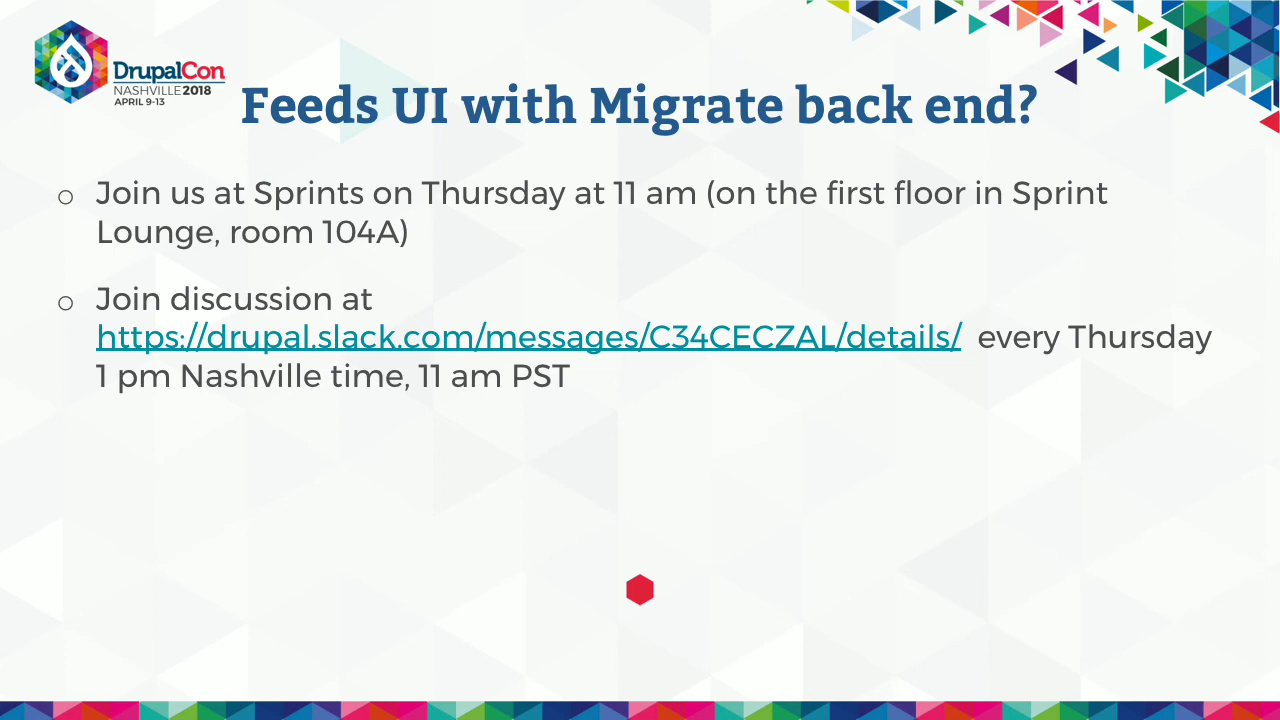 DrupalCon
NASHVILLE 2018
APRIL 9-13
Feeds UI with Migrate back end?
Join us at Sprints on Thursday at 11 am (on the first floor in Sprint
Lounge, room 104A)
Join discussion at
https://drupal.slack.com/messages/C34CECZAL/details/ every Thursday
1 pm Nashville time, 11 am PST